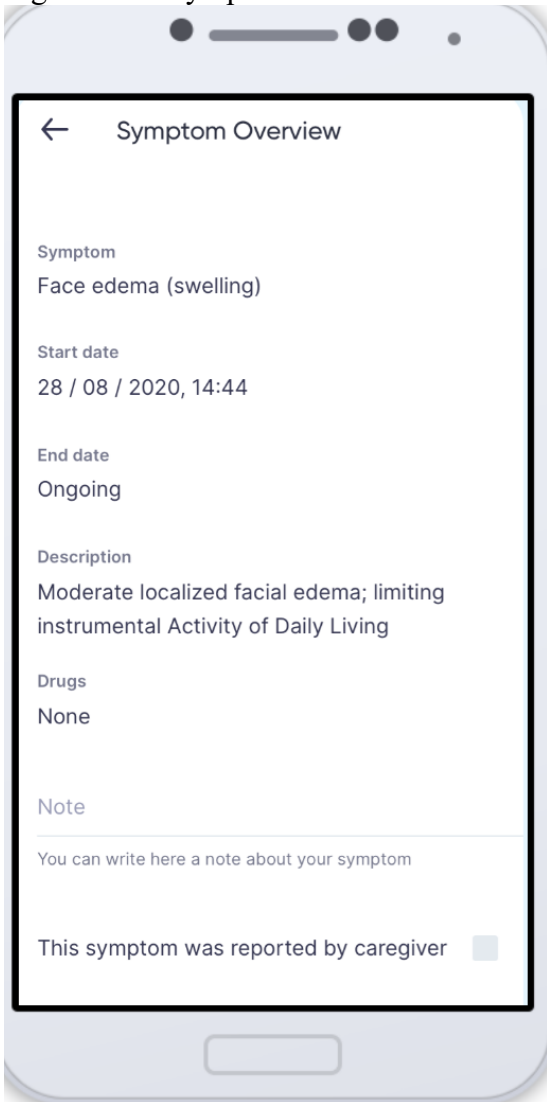 Symptom Overview
Symptom
Face edema (swelling)
Start date
28 / 08 / 2020, 14:44
End date
Ongoing
Description
Moderate localized facial edema; limiting
instrumental Activity of Daily Living
Drugs
None
Note
You can write here a note about your symptom
This symptom was reported by caregiver